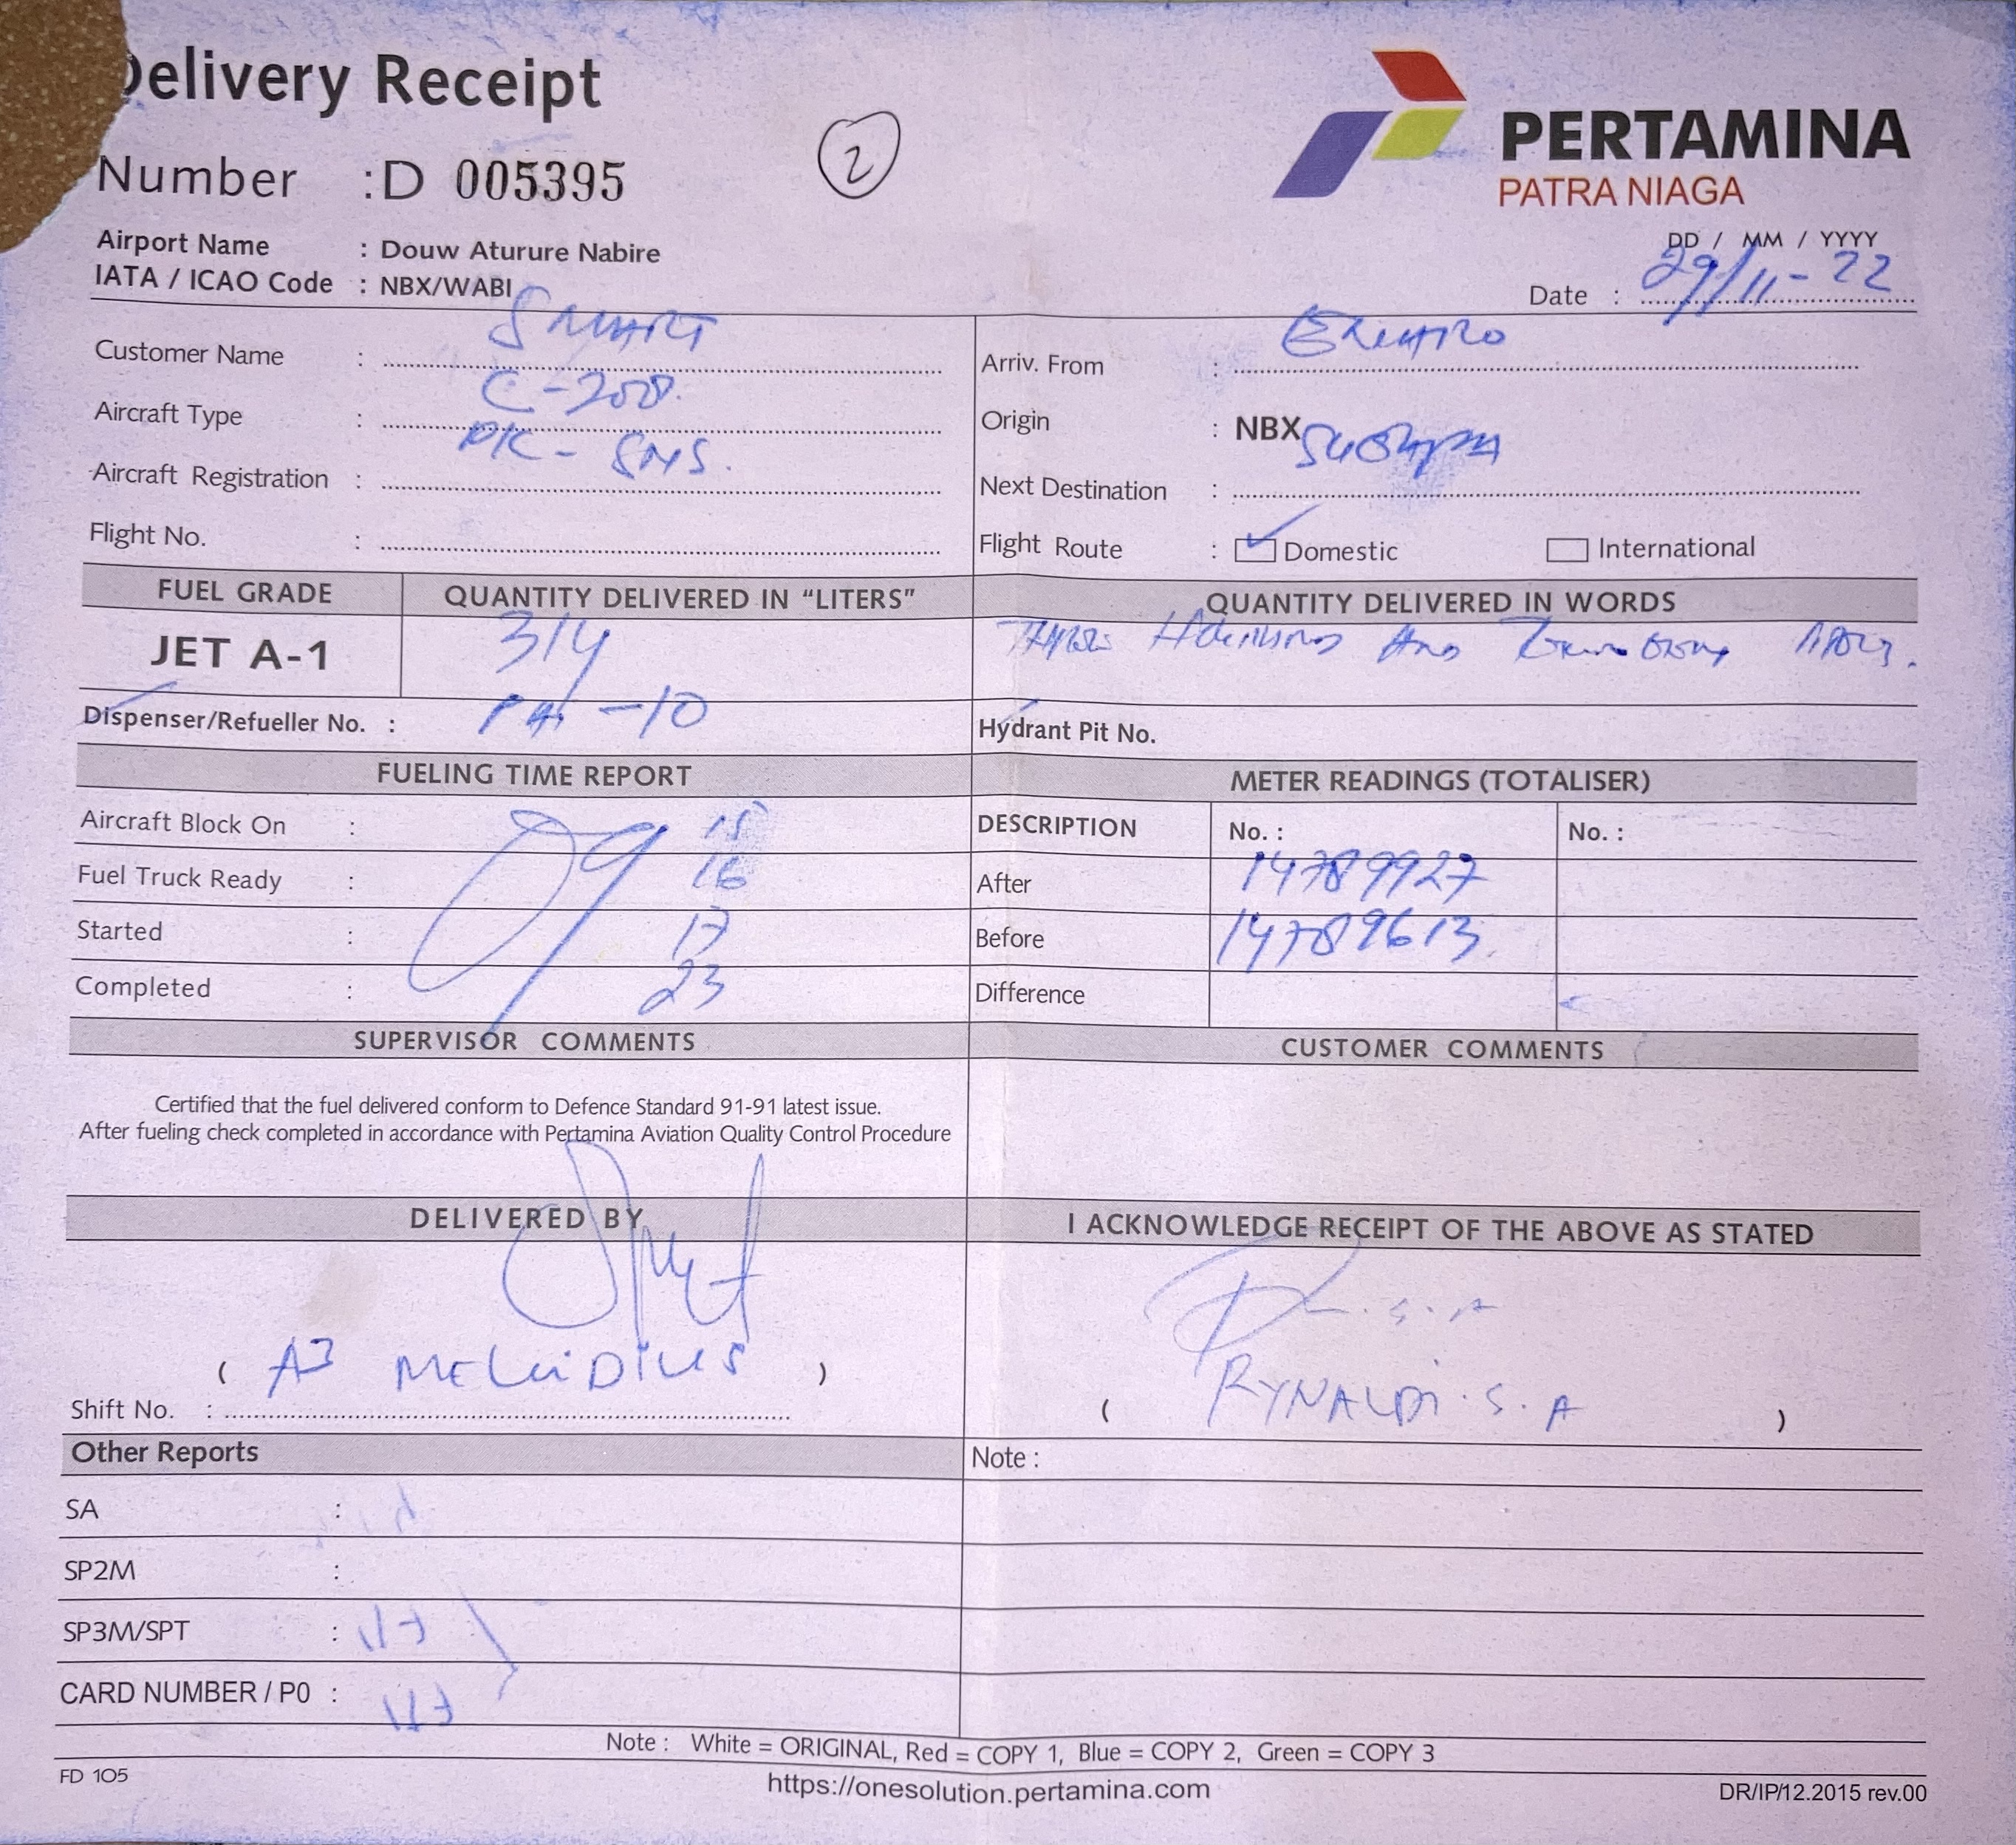 Delivery Receipt
2
PERTAMINA
PATRA NIAGA
Number : D 005395
Airport Name : Douw Aturure Nabire
IATA / ICAO Code : NBX/WABI
DD / MM / YYYY
Date : 29/11-22
Customer Name : SMART
Arriv. From :
Aircraft Type : C-208.
Origin : NBX
Aircraft Registration : PK - SNS.
Next Destination :
Flight No. :
Flight Route : Domestic International
FUEL GRADE QUANTITY DELIVERED IN “LITERS” QUANTITY DELIVERED IN WORDS
JET A-1 314 Three Hundred And
Dispenser/Refueller No. : -10 Hydrant Pit No.
FUELING TIME REPORT METER READINGS (TOTALISER)
Aircraft Block On : 09 15 DESCRIPTION No. : No. :
Fuel Truck Ready : 16 After 14789927
Started : 17 Before 14789613.
Completed : 23 Difference
SUPERVISOR COMMENTS CUSTOMER COMMENTS
Certified that the fuel delivered conform to Defence Standard 91-91 latest issue.
After fueling check completed in accordance with Pertamina Aviation Quality Control Procedure
DELIVERED BY I ACKNOWLEDGE RECEIPT OF THE ABOVE AS STATED
( A3 )
( RYNALDI . S . A )
Shift No. :
Other Reports Note :
SA :
SP2M :
SP3M/SPT :
CARD NUMBER / P0 :
Note : White = ORIGINAL, Red = COPY 1, Blue = COPY 2, Green = COPY 3
FD 105 https://onesolution.pertamina.com DR/IP/12.2015 rev.00